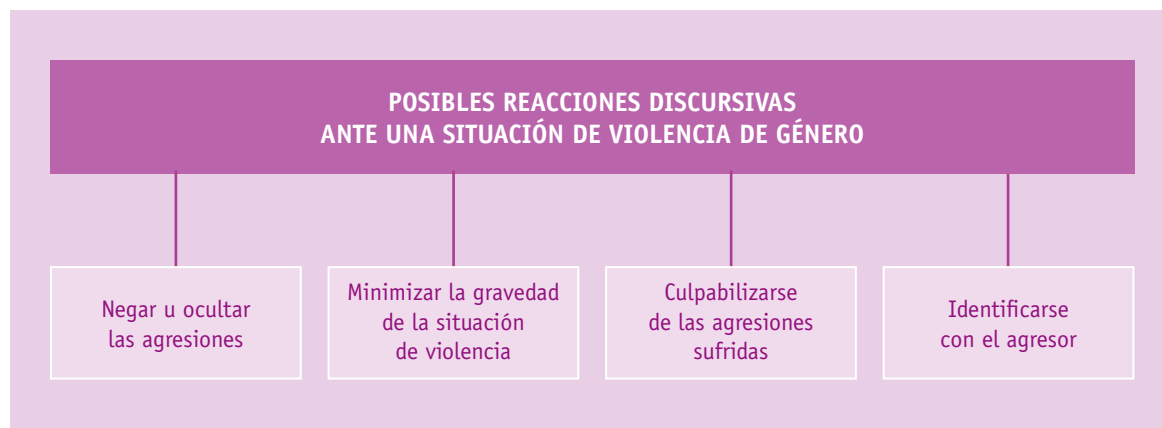 POSIBLES REACCIONES DISCURSIVAS
ANTE UNA SITUACIÓN DE VIOLENCIA DE GÉNERO
Negar u ocultar
las agresiones
Minimizar la gravedad
de la situación
de violencia
Culpabilizarse
de las agresiones
sufridas
Identificarse
con el agresor